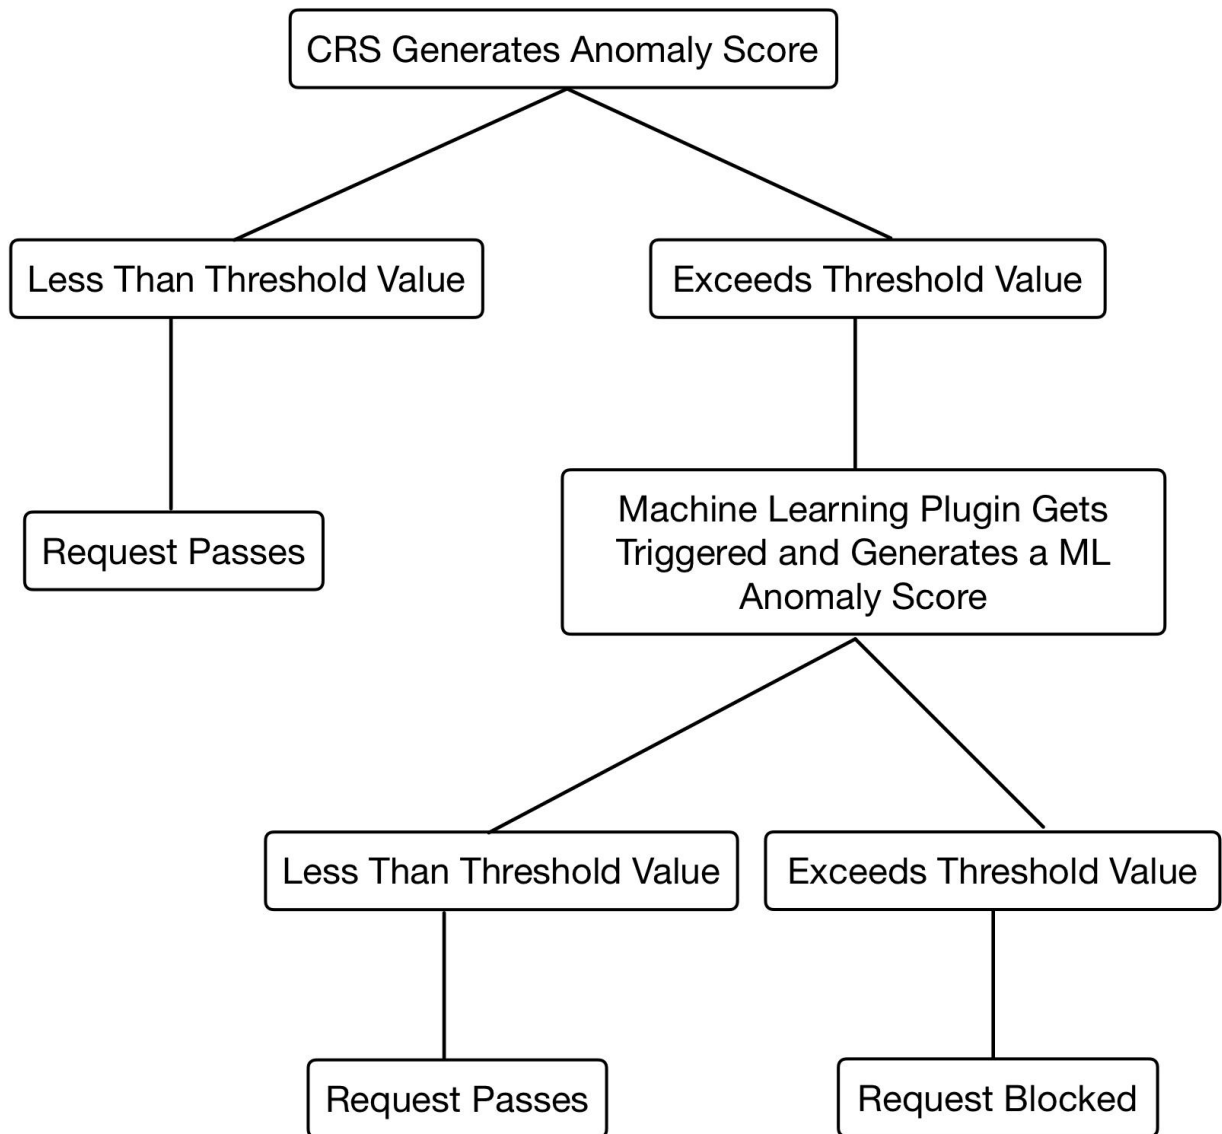 CRS Generates Anomaly Score
Less Than Threshold Value
Exceeds Threshold Value
Request Passes
Machine Learning Plugin Gets
Triggered and Generates a ML
Anomaly Score
Less Than Threshold Value
Exceeds Threshold Value
Request Passes
Request Blocked